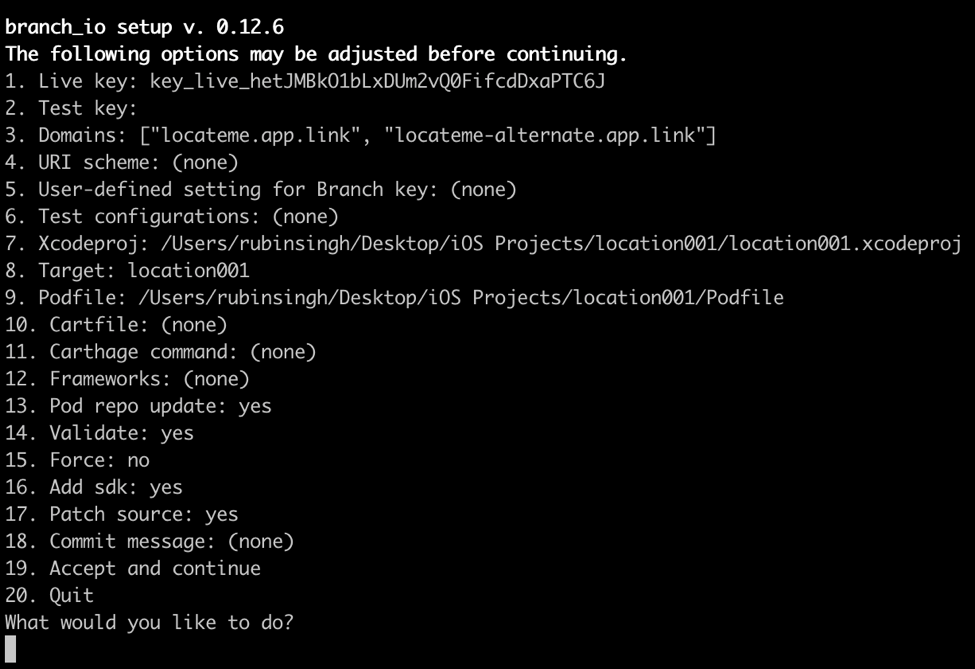 branch_io setup v. 0.12.6
The following options may be adjusted before continuing.
1. Live key: key_live_hetJMBkO1bLxDUm2vQ0FifcdDxaPTC6J
2. Test key:
3. Domains: ["locateme.app.link", "locateme-alternate.app.link"]
4. URI scheme: (none)
5. User-defined setting for Branch key: (none)
6. Test configurations: (none)
7. Xcodeproj: /Users/rubinsingh/Desktop/iOS Projects/location001/location001.xcodeproj
8. Target: location001
9. Podfile: /Users/rubinsingh/Desktop/iOS Projects/location001/Podfile
10. Cartfile: (none)
11. Carthage command: (none)
12. Frameworks: (none)
13. Pod repo update: yes
14. Validate: yes
15. Force: no
16. Add sdk: yes
17. Patch source: yes
18. Commit message: (none)
19. Accept and continue
20. Quit
What would you like to do?